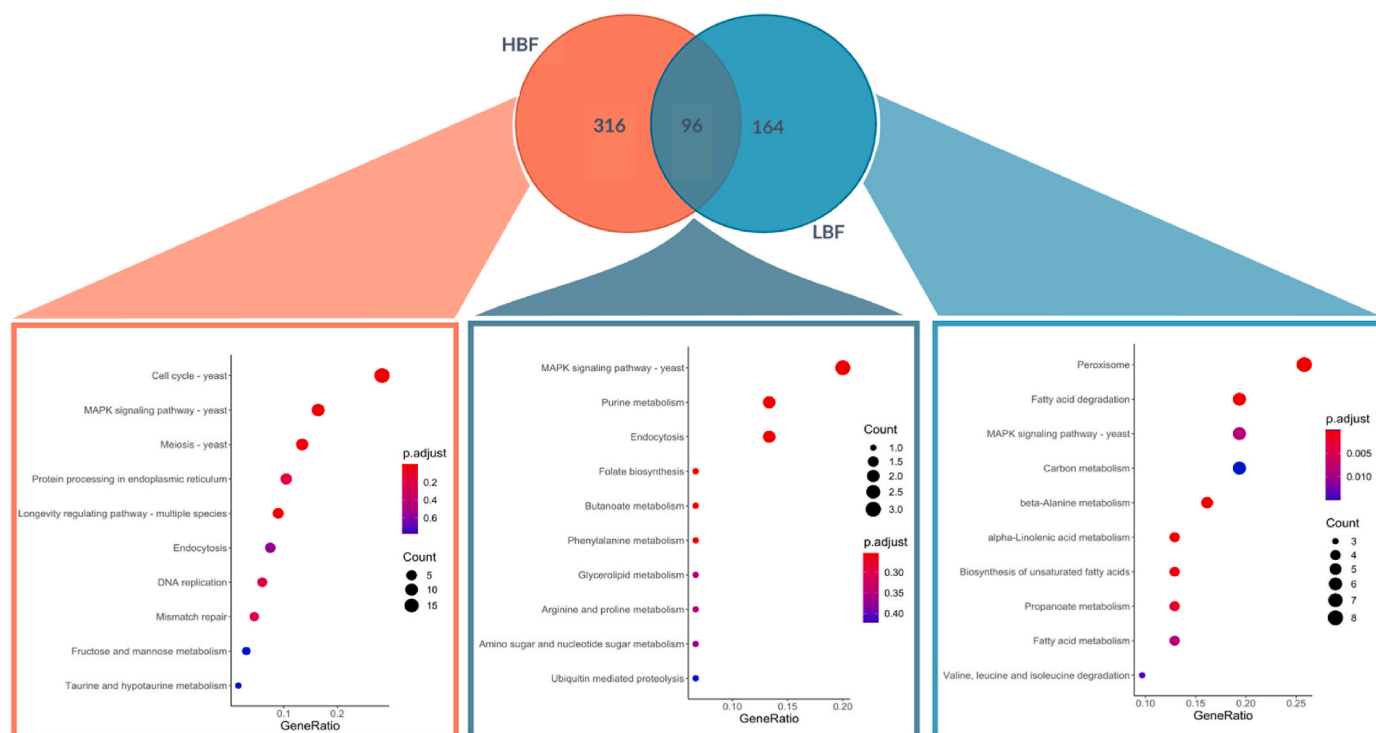 HBF
316
96
164
LBF
Cell cycle - yeast
MAPK signaling pathway - yeast
Meiosis - yeast
Protein processing in endoplasmic reticulum
Longevity regulating pathway - multiple species
Endocytosis
DNA replication
Mismatch repair
Fructose and mannose metabolism
Taurine and hypotaurine metabolism
0.1
0.2
GeneRatio
p.adjust
0.2
0.4
0.6
Count
5
10
15
MAPK signaling pathway - yeast
Purine metabolism
Endocytosis
Folate biosynthesis
Butanoate metabolism
Phenylalanine metabolism
Glycerolipid metabolism
Arginine and proline metabolism
Amino sugar and nucleotide sugar metabolism
Ubiquitin mediated proteolysis
0.10
0.15
0.20
GeneRatio
Count
1.0
1.5
2.0
2.5
3.0
p.adjust
0.30
0.35
0.40
Peroxisome
Fatty acid degradation
MAPK signaling pathway - yeast
Carbon metabolism
beta-Alanine metabolism
alpha-Linolenic acid metabolism
Biosynthesis of unsaturated fatty acids
Propanoate metabolism
Fatty acid metabolism
Valine, leucine and isoleucine degradation
0.10
0.15
0.20
0.25
GeneRatio
p.adjust
0.005
0.010
Count
3
4
5
6
7
8